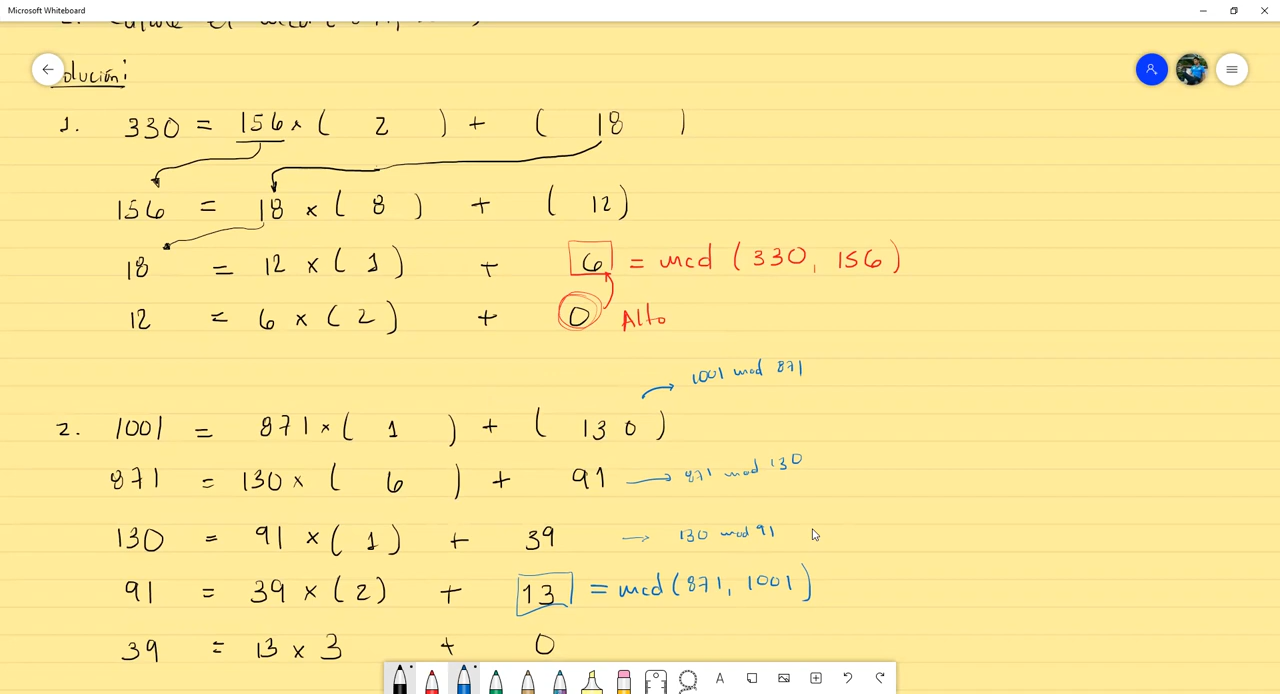 Microsoft Whiteboard
olución:
1. 330 = 156 × ( 2 ) + ( 18 )
156 = 18 × ( 8 ) + ( 12 )
18 = 12 × ( 1 ) + 6 = mcd ( 330, 156 )
12 = 6 × ( 2 ) + 0 Alto
1001 mod 871
2. 1001 = 871 × ( 1 ) + ( 130 )
871 = 130 × ( 6 ) + 91 → 871 mod 130
130 = 91 × ( 1 ) + 39 → 130 mod 91
91 = 39 × ( 2 ) + 13 = mcd ( 871, 1001 )
39 = 13 × 3 + 0
A